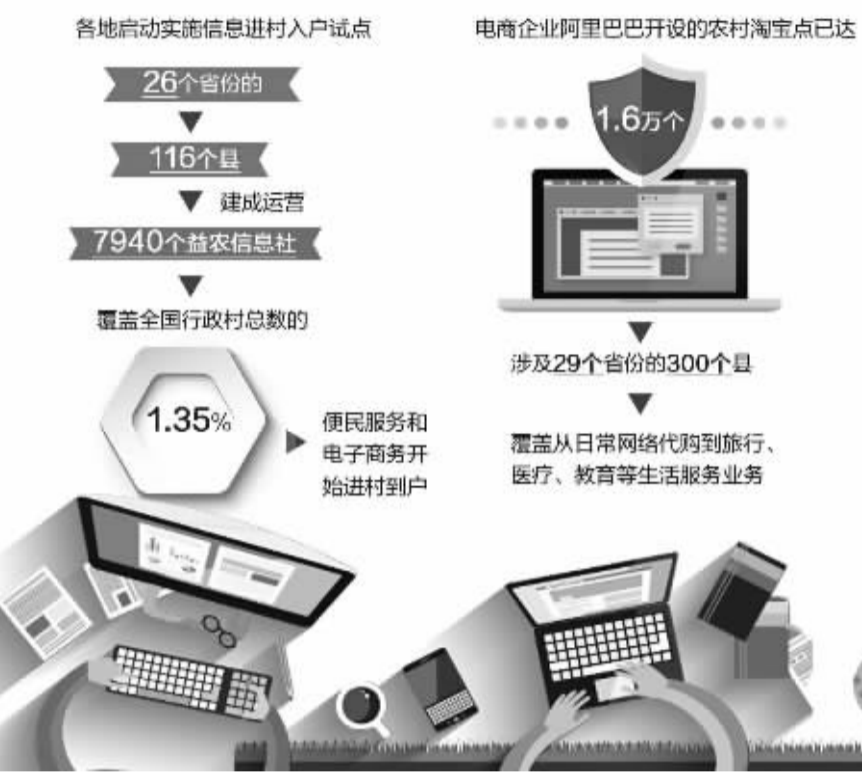 各地启动实施信息进村入户试点
26个省份的
116个县
建成运营
7940个益农信息社
覆盖全国行政村总数的
1.35%
便民服务和
电子商务开
始进村到户
电商企业阿里巴巴开设的农村淘宝点已达
1.6万个
涉及29个省份的300个县
覆盖从日常网络代购到旅行、
医疗、教育等生活服务业务